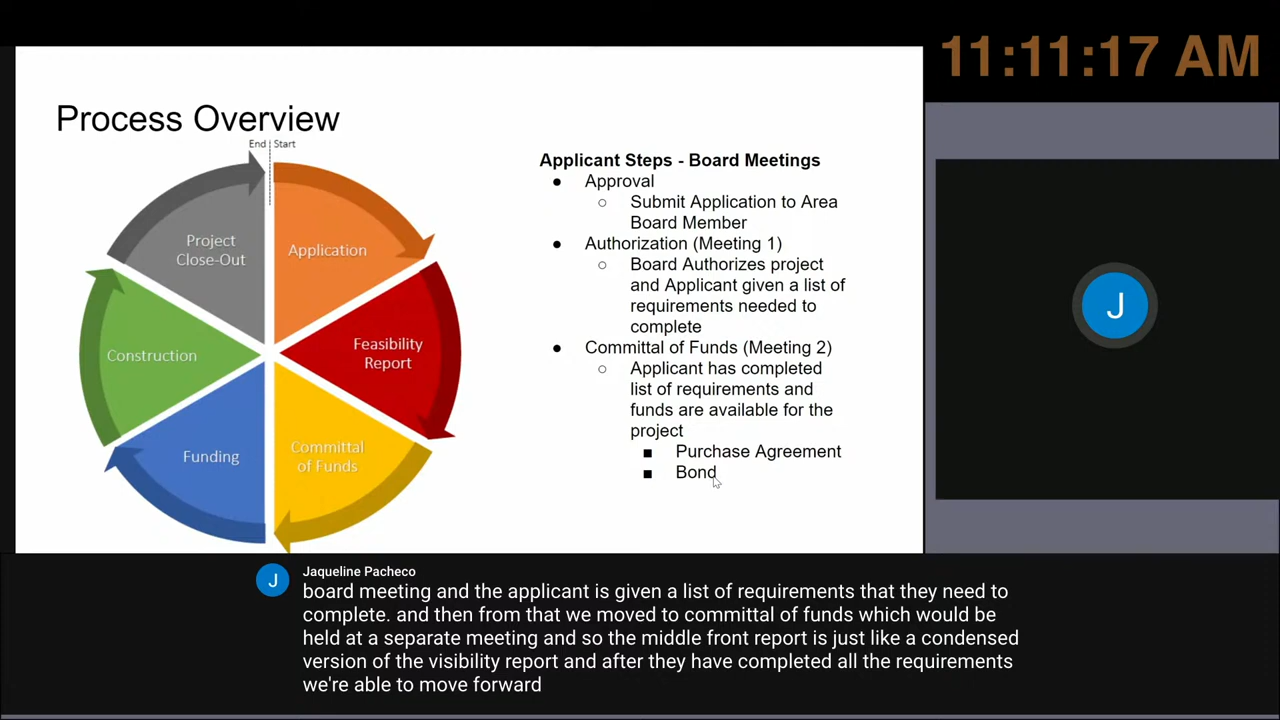 11:11:17 AM
Process Overview
End Start
Project
Close-Out
Application
Construction
Feasibility
Report
Funding
Committal
of Funds
Applicant Steps - Board Meetings
● Approval
○ Submit Application to Area
Board Member
● Authorization (Meeting 1)
○ Board Authorizes project
and Applicant given a list of
requirements needed to
complete
● Committal of Funds (Meeting 2)
○ Applicant has completed
list of requirements and
funds are available for the
project
■ Purchase Agreement
■ Bond
J
J
Jaqueline Pacheco
board meeting and the applicant is given a list of requirements that they need to
complete. and then from that we moved to committal of funds which would be
held at a separate meeting and so the middle front report is just like a condensed
version of the visibility report and after they have completed all the requirements
we're able to move forward